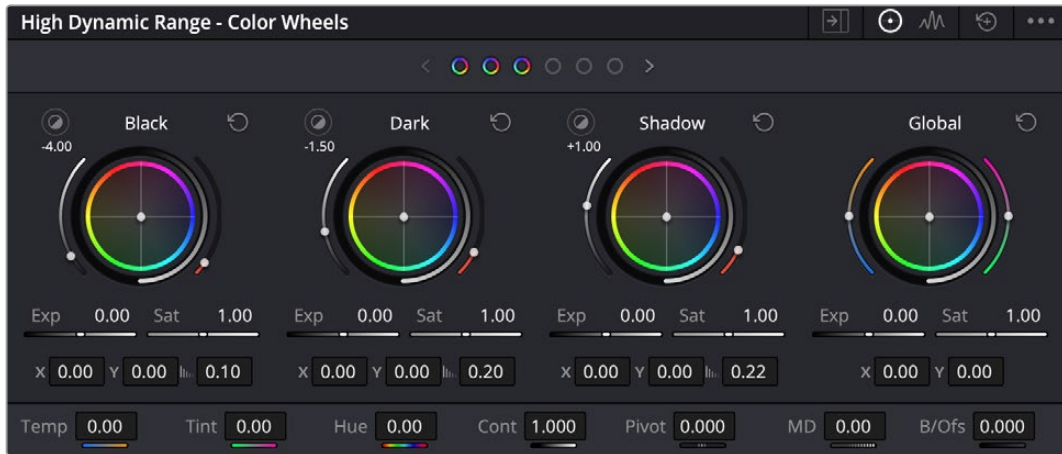 High Dynamic Range - Color Wheels
Black Dark Shadow Global
-4.00 -1.50 +1.00
Exp 0.00 Sat 1.00 Exp 0.00 Sat 1.00 Exp 0.00 Sat 1.00 Exp 0.00 Sat 1.00
X 0.00 Y 0.00 0.10 X 0.00 Y 0.00 0.20 X 0.00 Y 0.00 0.22 X 0.00 Y 0.00
Temp 0.00 Tint 0.00 Hue 0.00 Cont 1.000 Pivot 0.000 MD 0.00 B/Ofs 0.000